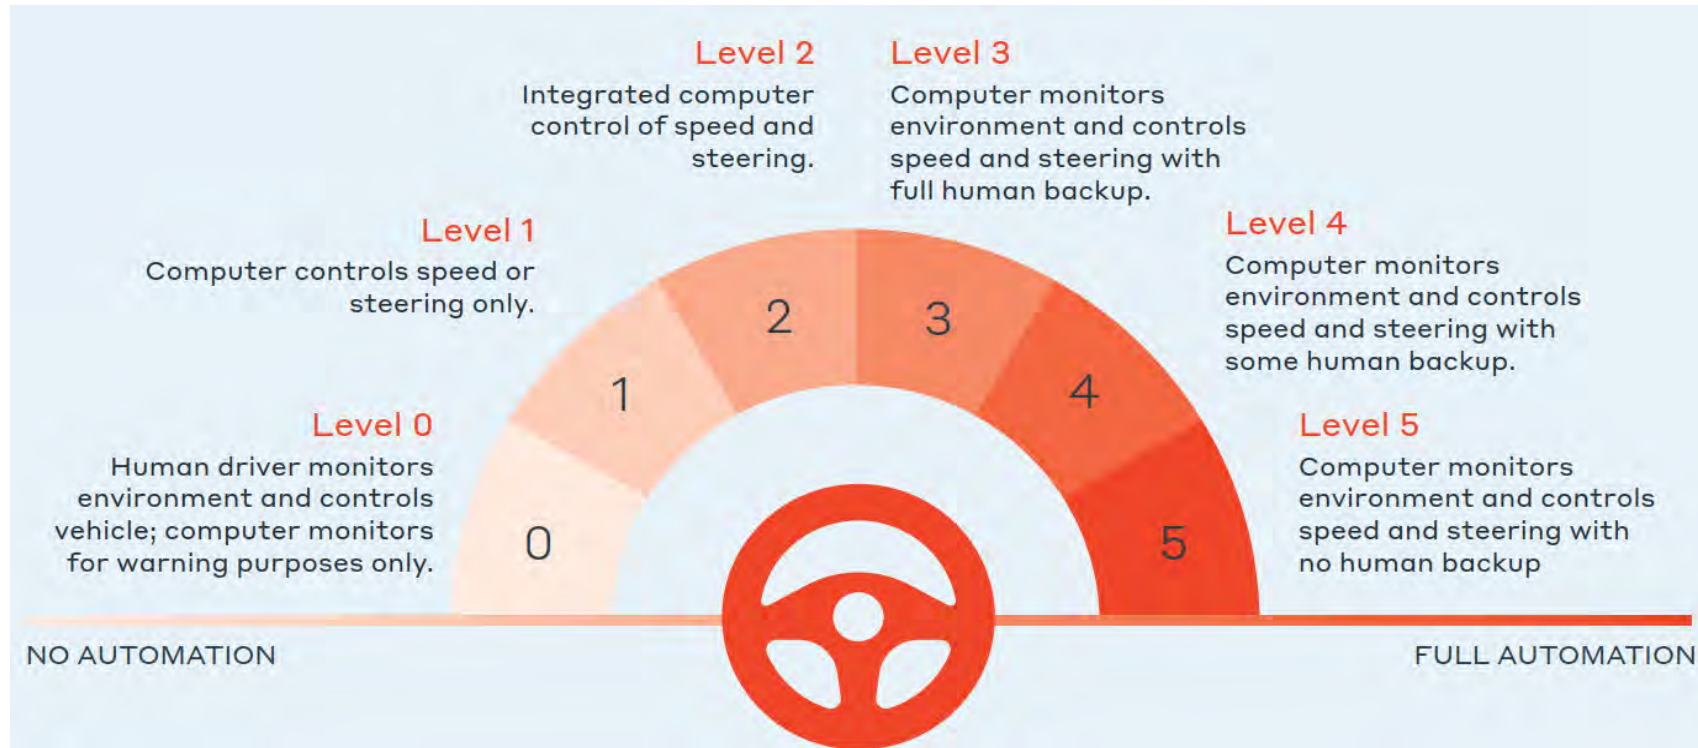 Level 2
Integrated computer
control of speed and
steering.
Level 3
Computer monitors
environment and controls
speed and steering with
full human backup.
Level 1
Computer controls speed or
steering only.
Level 4
Computer monitors
environment and controls
speed and steering with
some human backup.
Level 0
Human driver monitors
environment and controls
vehicle; computer monitors
for warning purposes only.
Level 5
Computer monitors
environment and controls
speed and steering with
no human backup
0
1
2
3
4
5
NO AUTOMATION
FULL AUTOMATION